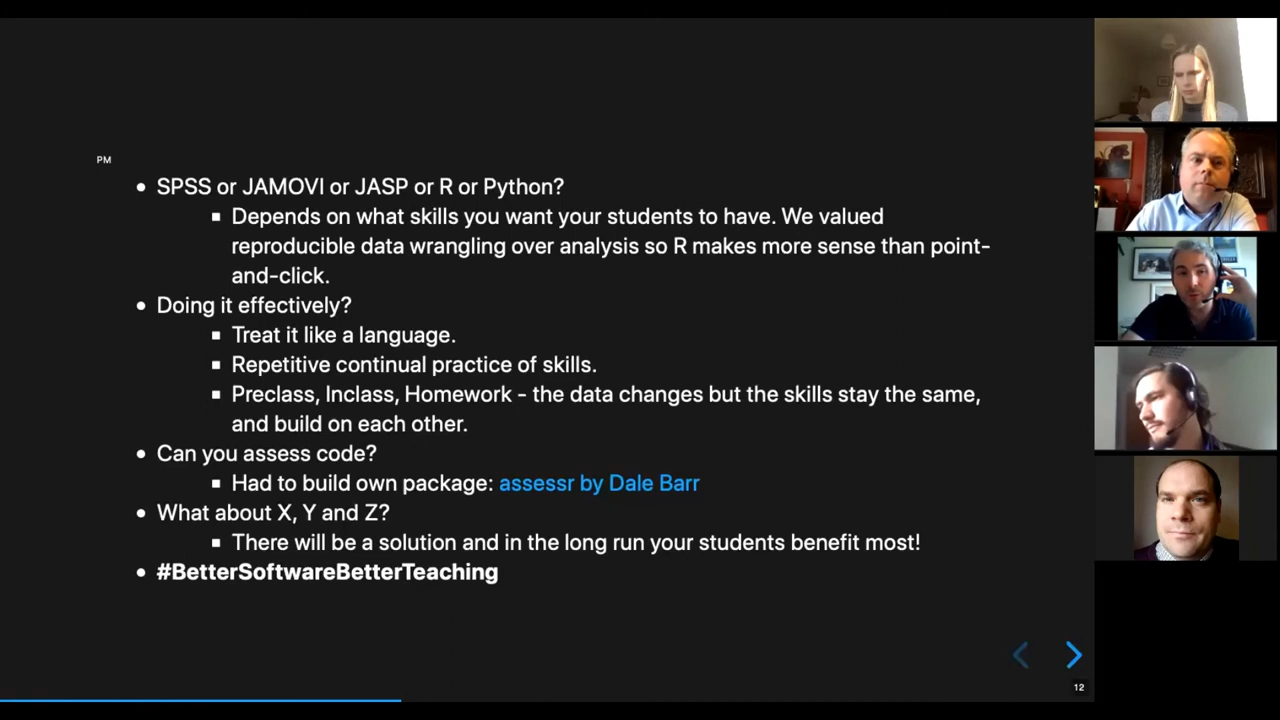 PM
• SPSS or JAMOVI or JASP or R or Python?
▪ Depends on what skills you want your students to have. We valued
reproducible data wrangling over analysis so R makes more sense than point-
and-click.
• Doing it effectively?
▪ Treat it like a language.
▪ Repetitive continual practice of skills.
▪ Preclass, Inclass, Homework - the data changes but the skills stay the same,
and build on each other.
• Can you assess code?
▪ Had to build own package: assessr by Dale Barr
• What about X, Y and Z?
▪ There will be a solution and in the long run your students benefit most!
• #BetterSoftwareBetterTeaching
12